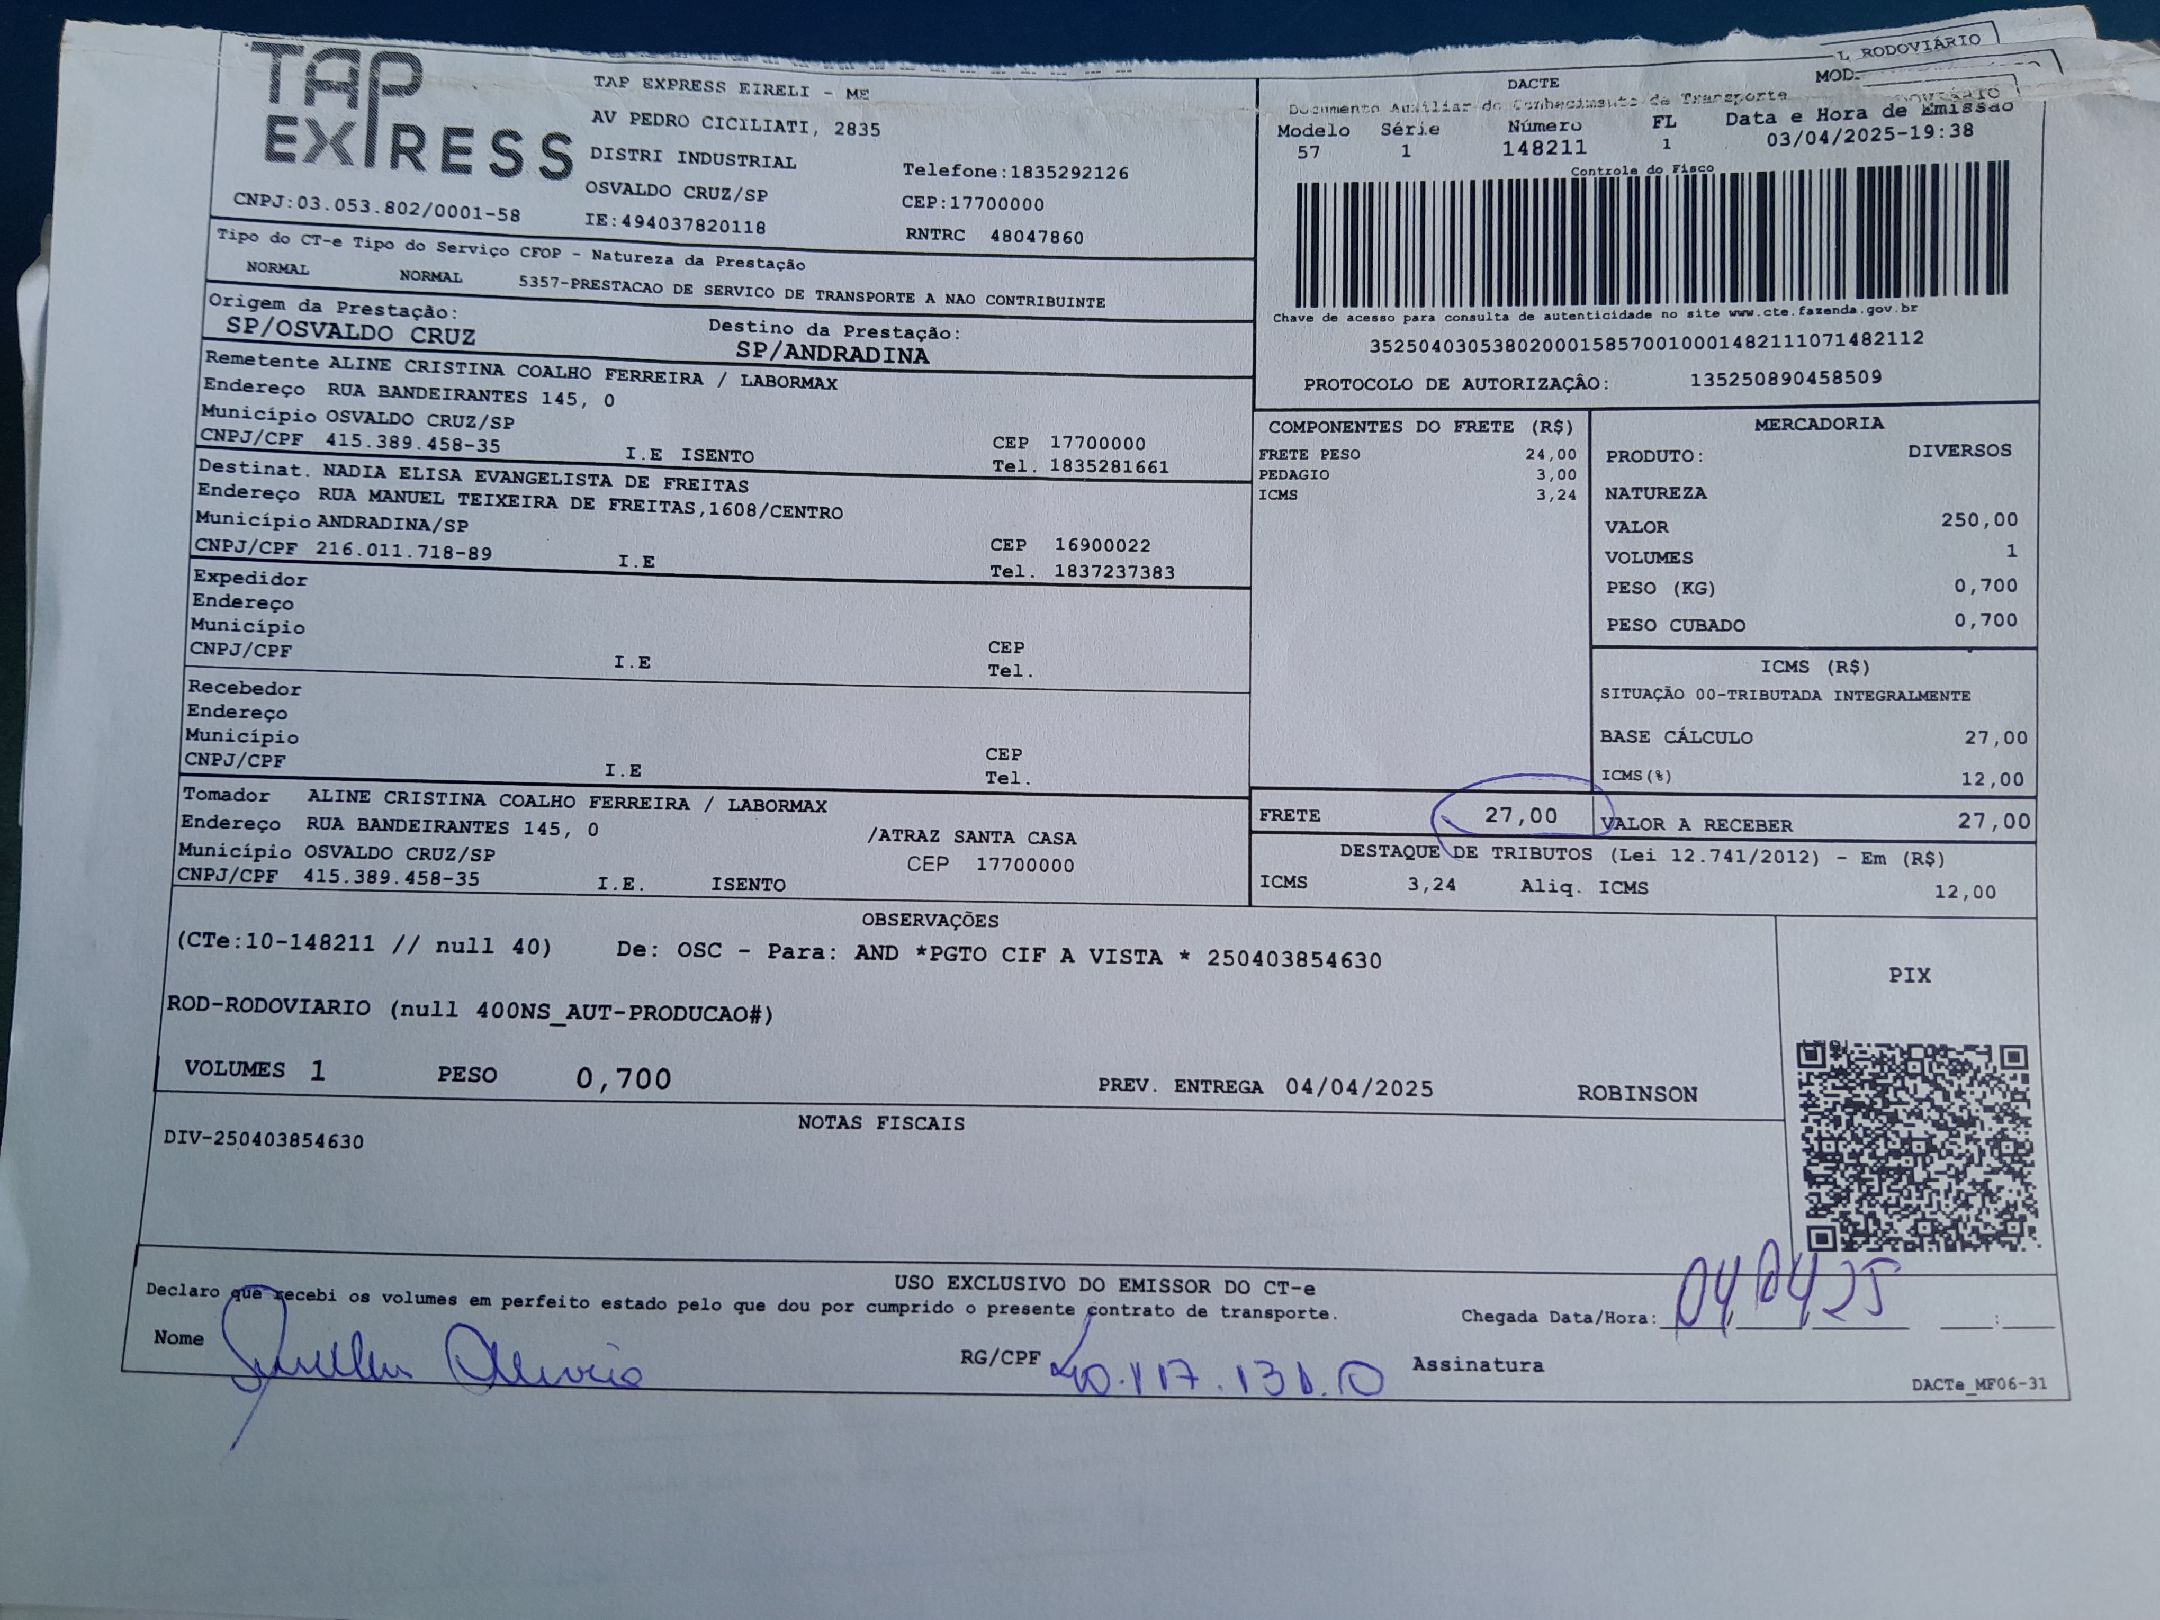 TAP EXPRESS
TAP EXPRESS EIRELI - ME
AV PEDRO CICILIATI, 2835
DISTRI INDUSTRIAL
Telefone:1835292126
OSVALDO CRUZ/SP
CEP:17700000
CNPJ:03.053.802/0001-58
IE:494037820118
RNTRC 48047860
L RODOVIÁRIO
MOD.
DACTE
Documento Auxiliar do Conhecimento de Transporte
Modelo Série Número FL Data e Hora de Emissão
57 1 148211 1 03/04/2025-19:38
Controle do Fisco
Chave de acesso para consulta de autenticidade no site www.cte.fazenda.gov.br
35250403053802000158570010001482111071482112
PROTOCOLO DE AUTORIZAÇÂO: 135250890458509
Tipo do CT-e Tipo do Serviço CFOP - Natureza da Prestação
NORMAL NORMAL 5357-PRESTACAO DE SERVICO DE TRANSPORTE A NAO CONTRIBUINTE
Origem da Prestação: Destino da Prestação:
SP/OSVALDO CRUZ SP/ANDRADINA
Remetente ALINE CRISTINA COALHO FERREIRA / LABORMAX
Endereço RUA BANDEIRANTES 145, 0
Município OSVALDO CRUZ/SP CEP 17700000
CNPJ/CPF 415.389.458-35 I.E ISENTO Tel. 1835281661
Destinat. NADIA ELISA EVANGELISTA DE FREITAS
Endereço RUA MANUEL TEIXEIRA DE FREITAS,1608/CENTRO
Município ANDRADINA/SP CEP 16900022
CNPJ/CPF 216.011.718-89 I.E Tel. 1837237383
Expedidor
Endereço
Município CEP
CNPJ/CPF I.E Tel.
Recebedor
Endereço
Município CEP
CNPJ/CPF I.E Tel.
Tomador ALINE CRISTINA COALHO FERREIRA / LABORMAX
Endereço RUA BANDEIRANTES 145, 0 /ATRAZ SANTA CASA
Município OSVALDO CRUZ/SP CEP 17700000
CNPJ/CPF 415.389.458-35 I.E. ISENTO
COMPONENTES DO FRETE (R$)
FRETE PESO 24,00
PEDAGIO 3,00
ICMS 3,24
MERCADORIA
PRODUTO: DIVERSOS
NATUREZA
VALOR 250,00
VOLUMES 1
PESO (KG) 0,700
PESO CUBADO 0,700
ICMS (R$)
SITUAÇÃO 00-TRIBUTADA INTEGRALMENTE
BASE CÁLCULO 27,00
ICMS(%) 12,00
FRETE 27,00 VALOR A RECEBER 27,00
DESTAQUE DE TRIBUTOS (Lei 12.741/2012) - Em (R$)
ICMS 3,24 Aliq. ICMS 12,00
OBSERVAÇÕES
(CTe:10-148211 // null 40) De: OSC - Para: AND *PGTO CIF A VISTA * 250403854630
ROD-RODOVIARIO (null 400NS_AUT-PRODUCAO#)
VOLUMES 1 PESO 0,700 PREV. ENTREGA 04/04/2025 ROBINSON
PIX
NOTAS FISCAIS
DIV-250403854630
USO EXCLUSIVO DO EMISSOR DO CT-e
Declaro que recebi os volumes em perfeito estado pelo que dou por cumprido o presente contrato de transporte.
Chegada Data/Hora: 04/04/25 :
Nome RG/CPF Assinatura
DACTe_MF06-31